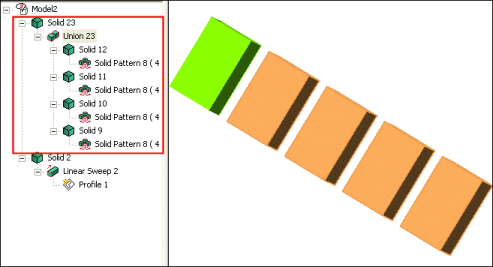 Model2
Solid 23
Union 23
Solid 12
Solid Pattern 8 ( 4
Solid 11
Solid Pattern 8 ( 4
Solid 10
Solid Pattern 8 ( 4
Solid 9
Solid Pattern 8 ( 4
Solid 2
Linear Sweep 2
Profile 1